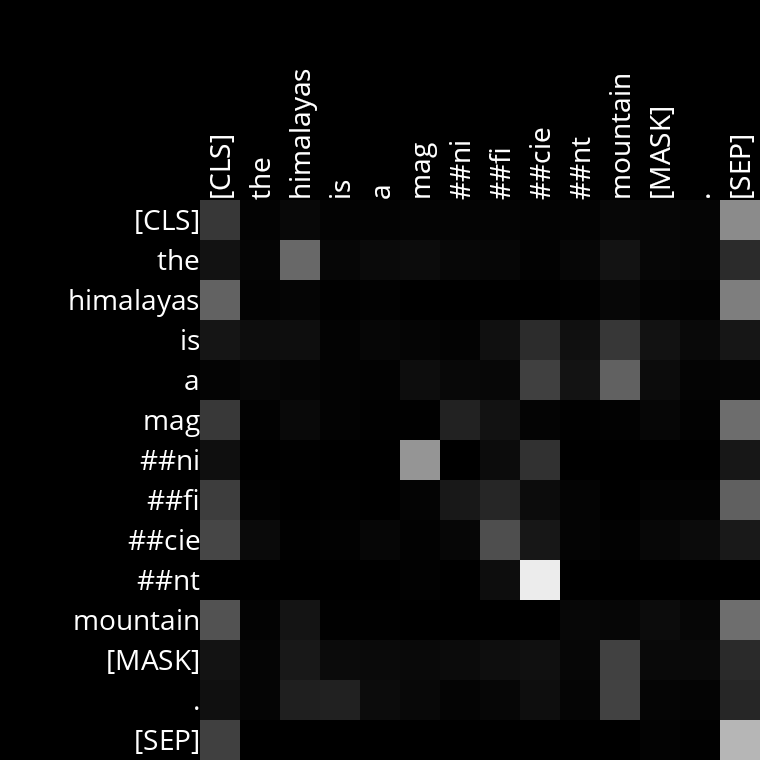 [CLS]
the
himalayas
is
a
mag
##ni
##fi
##cie
##nt
mountain
[MASK]
.
[SEP]
[CLS]
the
himalayas
is
a
mag
##ni
##fi
##cie
##nt
mountain
[MASK]
.
[SEP]